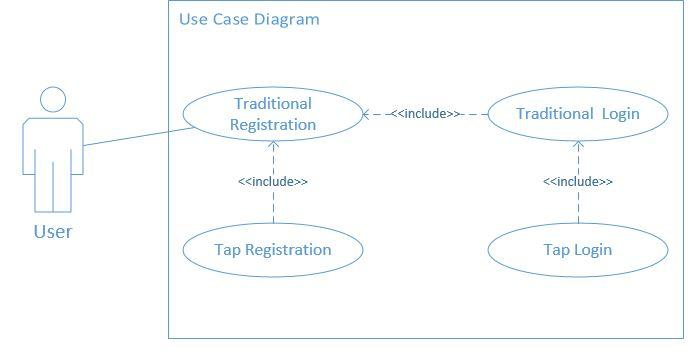 Use Case Diagram
Traditional
Registration
<<include>>
Traditional Login
<<include>>
<<include>>
User
Tap Registration
Tap Login